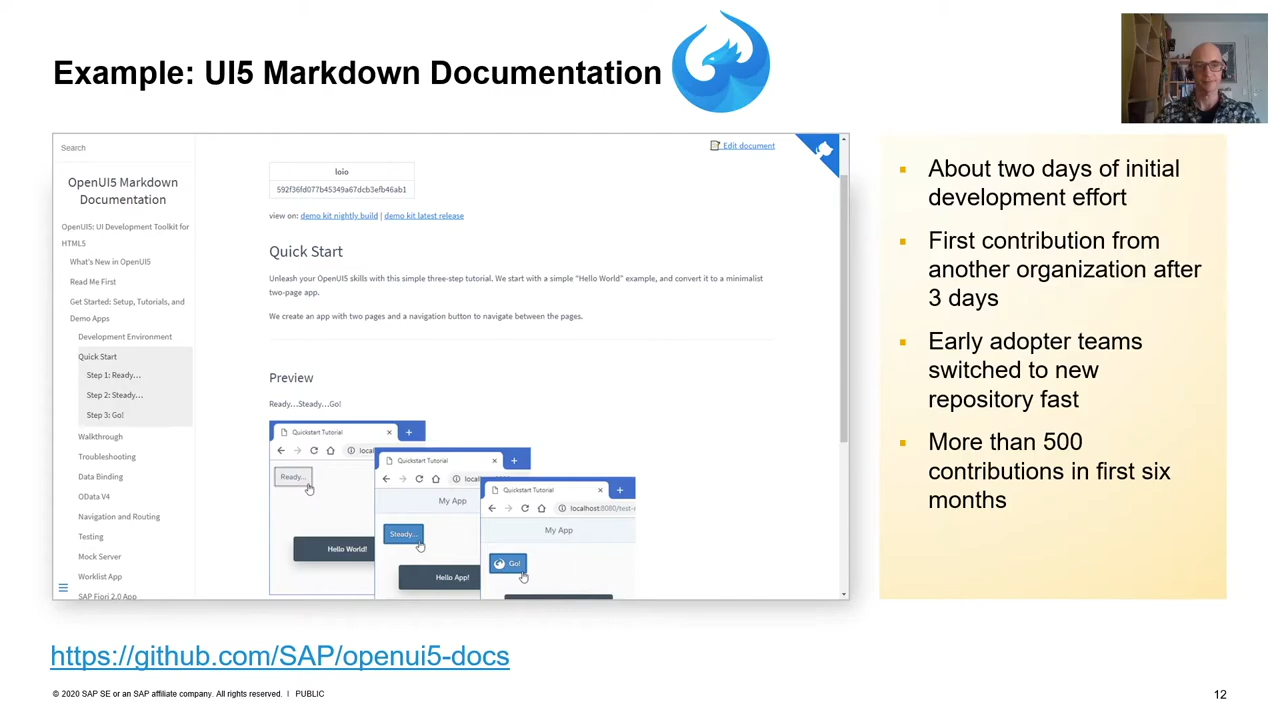 Example: UI5 Markdown Documentation
Search
OpenUI5 Markdown
Documentation
OpenUI5: UI Development Toolkit for
HTML5
What's New in OpenUI5
Read Me First
Get Started: Setup, Tutorials, and
Demo Apps
Development Environment
Quick Start
Step 1: Ready...
Step 2: Steady...
Step 3: Go!
Walkthrough
Troubleshooting
Data Binding
OData V4
Navigation and Routing
Testing
Mock Server
Worklist App
SAP Fiori 2.0 App
Edit document
loio
592f36fd077b45349a67dcb3efb46ab1
view on: demo kit nightly build | demo kit latest release
Quick Start
Unleash your OpenUI5 skills with this simple three-step tutorial. We start with a simple “Hello World” example, and convert it to a minimalist
two-page app.
We create an app with two pages and a navigation button to navigate between the pages.
Preview
Ready...Steady...Go!
Quickstart Tutorial
local
Ready...
Hello World!
Quickstart Tutorial
local
My App
Steady...
Hello App!
Quickstart Tutorial
localhost:8080/test-r
My App
Go!
▪ About two days of initial
development effort
▪ First contribution from
another organization after
3 days
▪ Early adopter teams
switched to new
repository fast
▪ More than 500
contributions in first six
months
https://github.com/SAP/openui5-docs
© 2020 SAP SE or an SAP affiliate company. All rights reserved. I PUBLIC
12